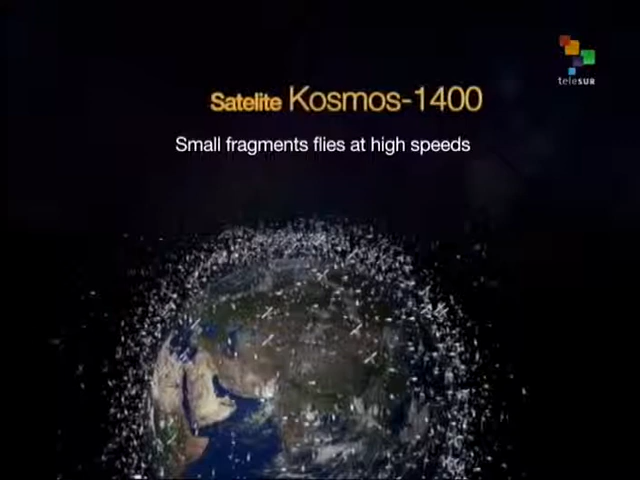 Satelite Kosmos-1400
Small fragments flies at high speeds
teleSUR